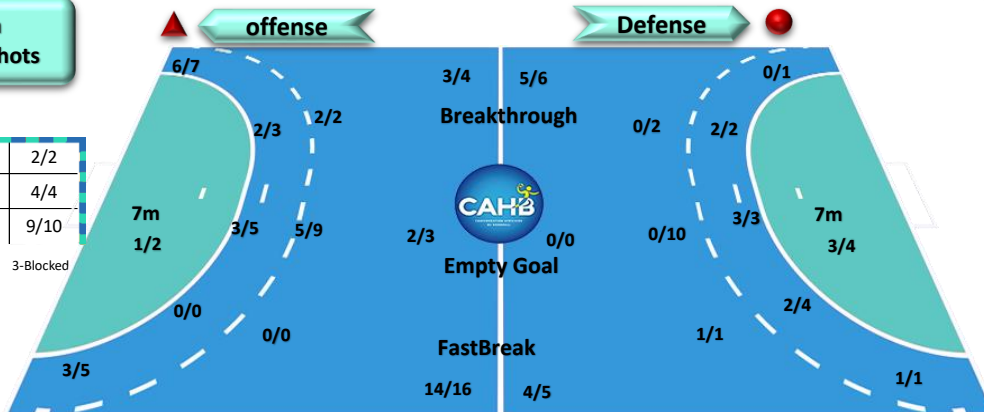 hots
offense
Defense
6/7
3/4
5/6
0/1
Breakthrough
2/3
2/2
0/2
2/2
2/2
4/4
9/10
3-Blocked
CAHB
7m
1/2
3/5
5/9
2/3
0/0
0/10
3/3
7m
3/4
Empty Goal
0/0
0/0
2/4
1/1
FastBreak
3/5
14/16
4/5
1/1